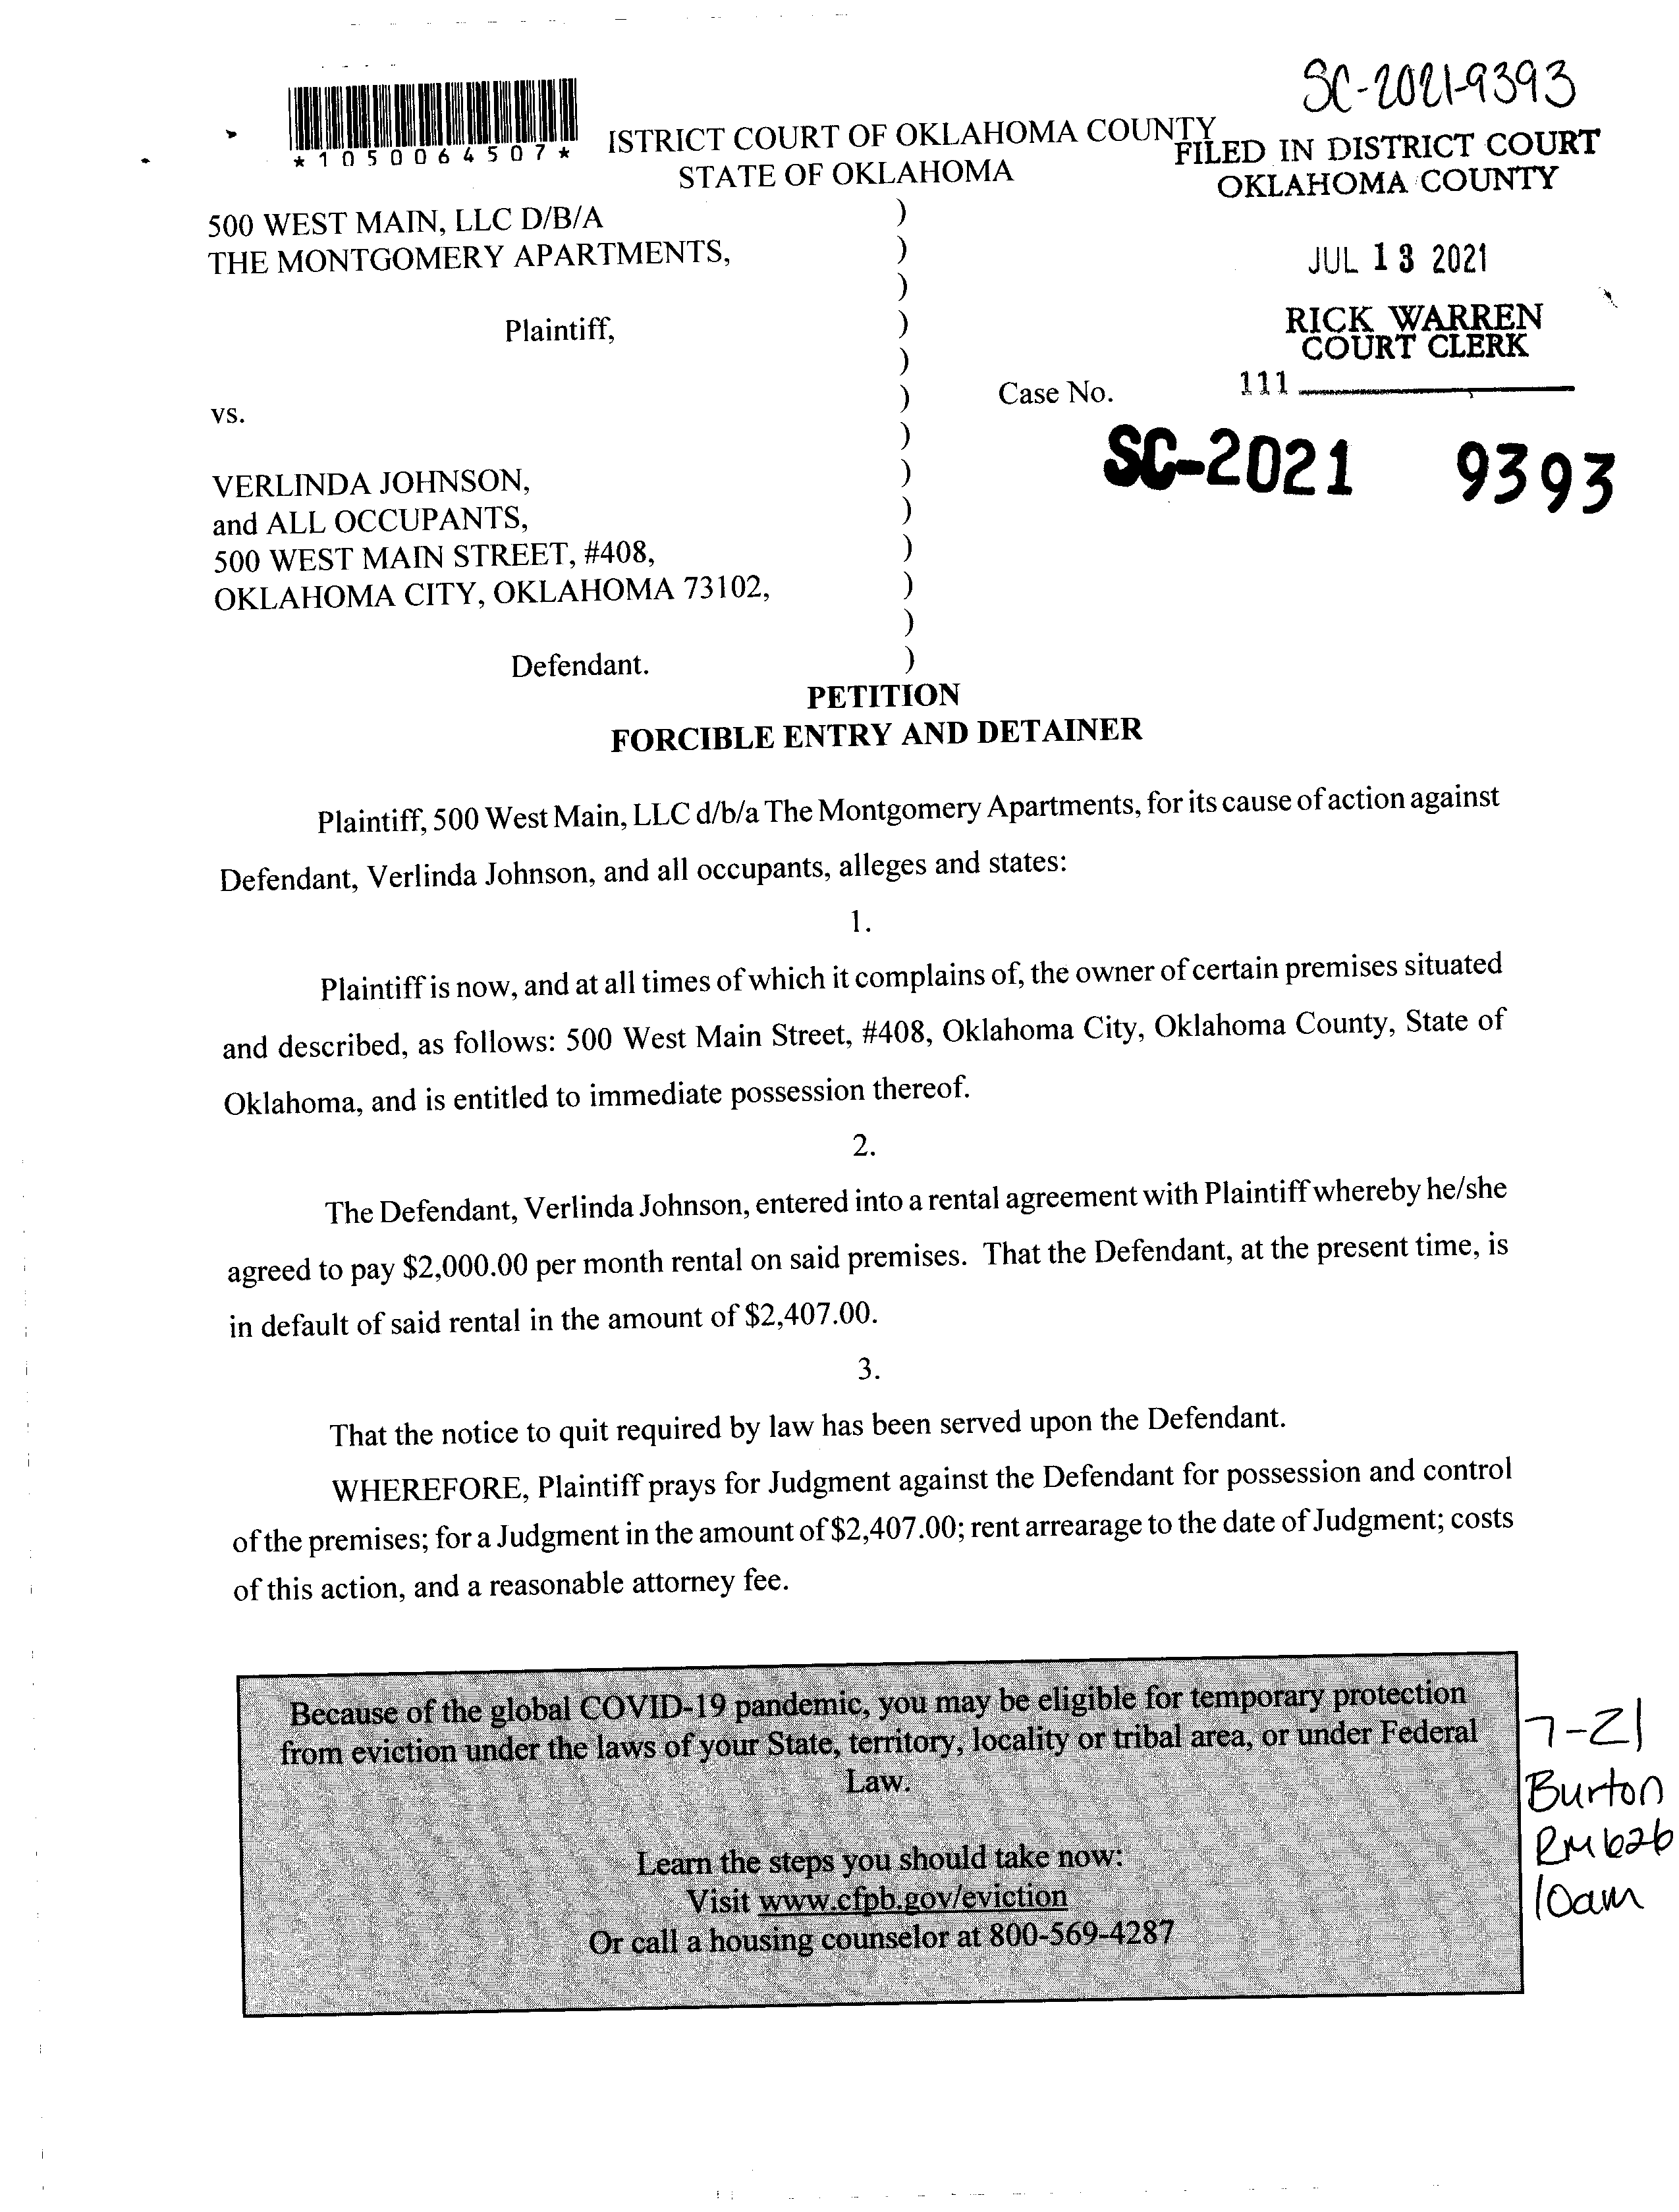 SC-2021-9393
*1050064507*
ISTRICT COURT OF OKLAHOMA COUNTY
STATE OF OKLAHOMA
FILED IN DISTRICT COURT
OKLAHOMA COUNTY
JUL 13 2021
RICK WARREN
COURT CLERK
111
500 WEST MAIN, LLC D/B/A )
THE MONTGOMERY APARTMENTS, )
)
Plaintiff, )
)
vs. ) Case No.
)
SC-2021 9393
VERLINDA JOHNSON, )
and ALL OCCUPANTS, )
500 WEST MAIN STREET, #408, )
OKLAHOMA CITY, OKLAHOMA 73102, )
)
Defendant. )
PETITION
FORCIBLE ENTRY AND DETAINER
Plaintiff, 500 West Main, LLC d/b/a The Montgomery Apartments, for its cause of action against
Defendant, Verlinda Johnson, and all occupants, alleges and states:
1.
Plaintiff is now, and at all times of which it complains of, the owner of certain premises situated
and described, as follows: 500 West Main Street, #408, Oklahoma City, Oklahoma County, State of
Oklahoma, and is entitled to immediate possession thereof.
2.
The Defendant, Verlinda Johnson, entered into a rental agreement with Plaintiff whereby he/she
agreed to pay $2,000.00 per month rental on said premises. That the Defendant, at the present time, is
in default of said rental in the amount of $2,407.00.
3.
That the notice to quit required by law has been served upon the Defendant.
WHEREFORE, Plaintiff prays for Judgment against the Defendant for possession and control
of the premises; for a Judgment in the amount of $2,407.00; rent arrearage to the date of Judgment; costs
of this action, and a reasonable attorney fee.
Because of the global COVID-19 pandemic, you may be eligible for temporary protection
from eviction under the laws of your State, territory, locality or tribal area, or under Federal
Law.
Learn the steps you should take now:
Visit www.cfpb.gov/eviction
Or call a housing counselor at 800-569-4287
7-21
Burton
RM 626
10am